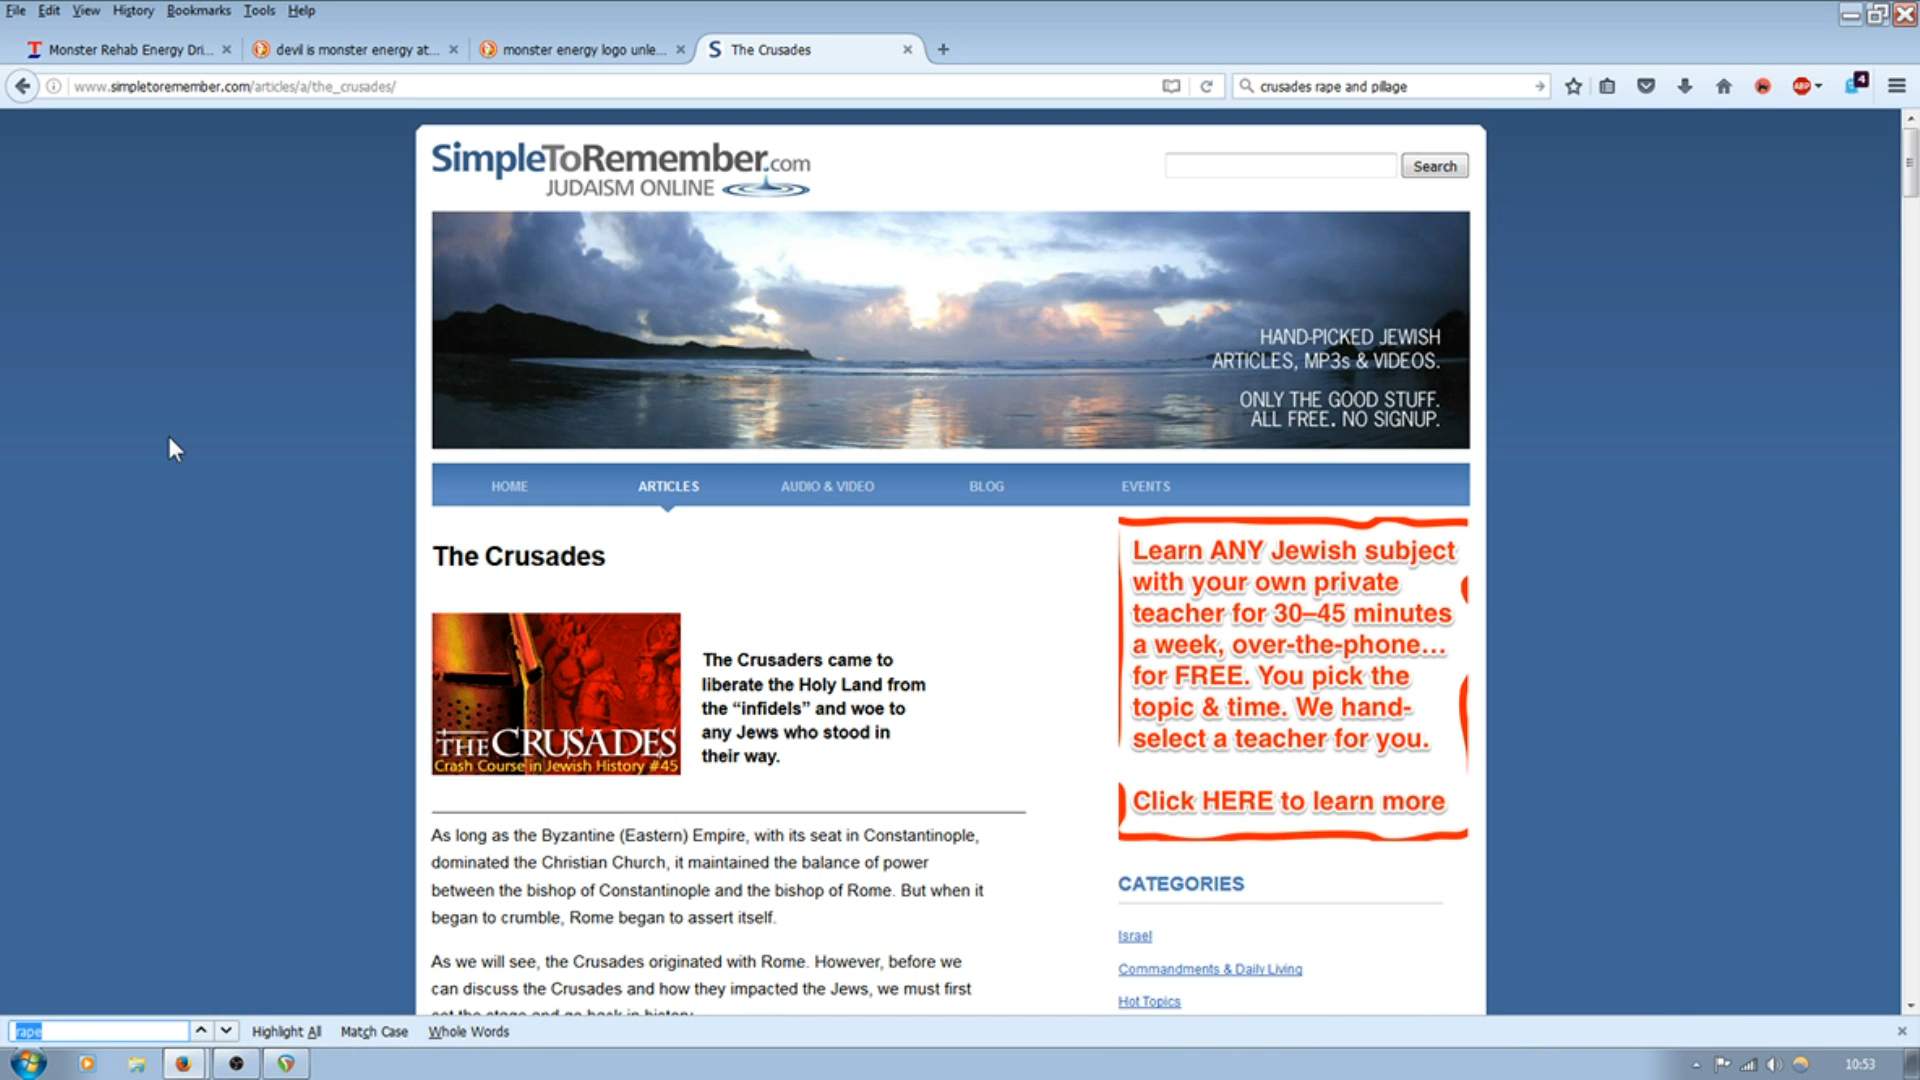 File Edit View History Bookmarks Tools Help
Monster Rehab Energy Dri...
devil is monster energy at...
monster energy logo unle...
The Crusades
www.simpletoremember.com/articles/a/the_crusades/
crusades rape and pillage
ABP
4
SimpleToRemember.com
JUDAISM ONLINE
Search
HAND-PICKED JEWISH
ARTICLES, MP3s & VIDEOS.
ONLY THE GOOD STUFF.
ALL FREE. NO SIGNUP.
HOME ARTICLES AUDIO & VIDEO BLOG EVENTS
The Crusades
THE CRUSADES
Crash Course in Jewish History #45
The Crusaders came to
liberate the Holy Land from
the “infidels” and woe to
any Jews who stood in
their way.
As long as the Byzantine (Eastern) Empire, with its seat in Constantinople,
dominated the Christian Church, it maintained the balance of power
between the bishop of Constantinople and the bishop of Rome. But when it
began to crumble, Rome began to assert itself.
As we will see, the Crusades originated with Rome. However, before we
can discuss the Crusades and how they impacted the Jews, we must first
set the stage and go back in history.
Learn ANY Jewish subject
with your own private
teacher for 30–45 minutes
a week, over-the-phone...
for FREE. You pick the
topic & time. We hand-
select a teacher for you.
Click HERE to learn more
CATEGORIES
Israel
Commandments & Daily Living
Hot Topics
rape
Highlight All Match Case Whole Words
10:53